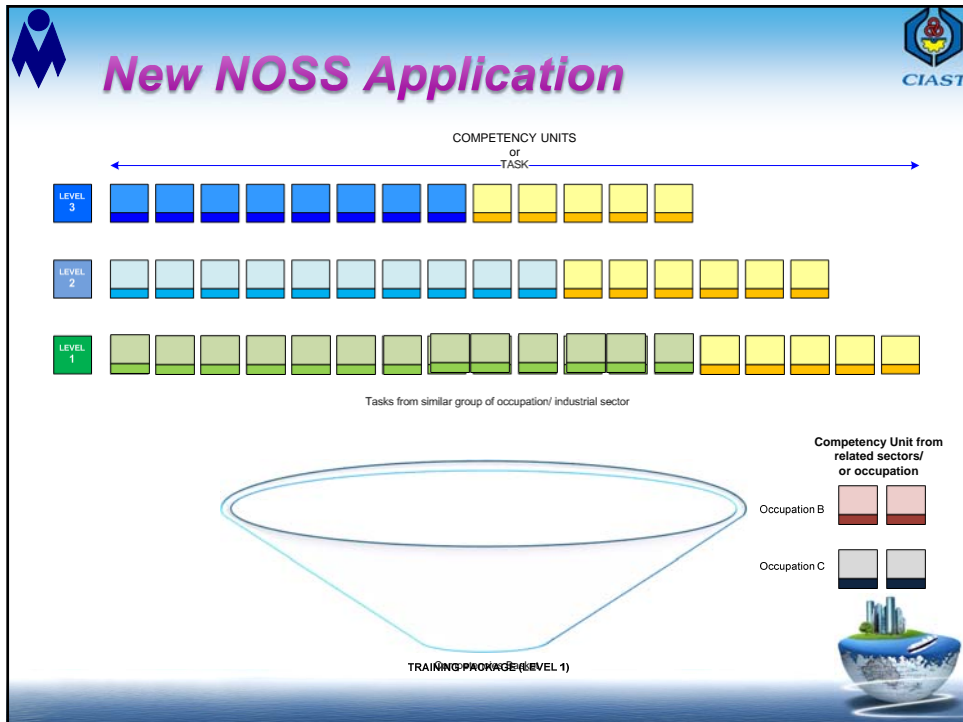 New NOSS Application
CIAST
COMPETENCY UNITS
or
TASK
LEVEL
3
LEVEL
2
LEVEL
1
Tasks from similar group of occupation/ industrial sector
Competency Unit from
related sectors/
or occupation
Occupation B
Occupation C
TRAINING PACKAGE (LEVEL 1)